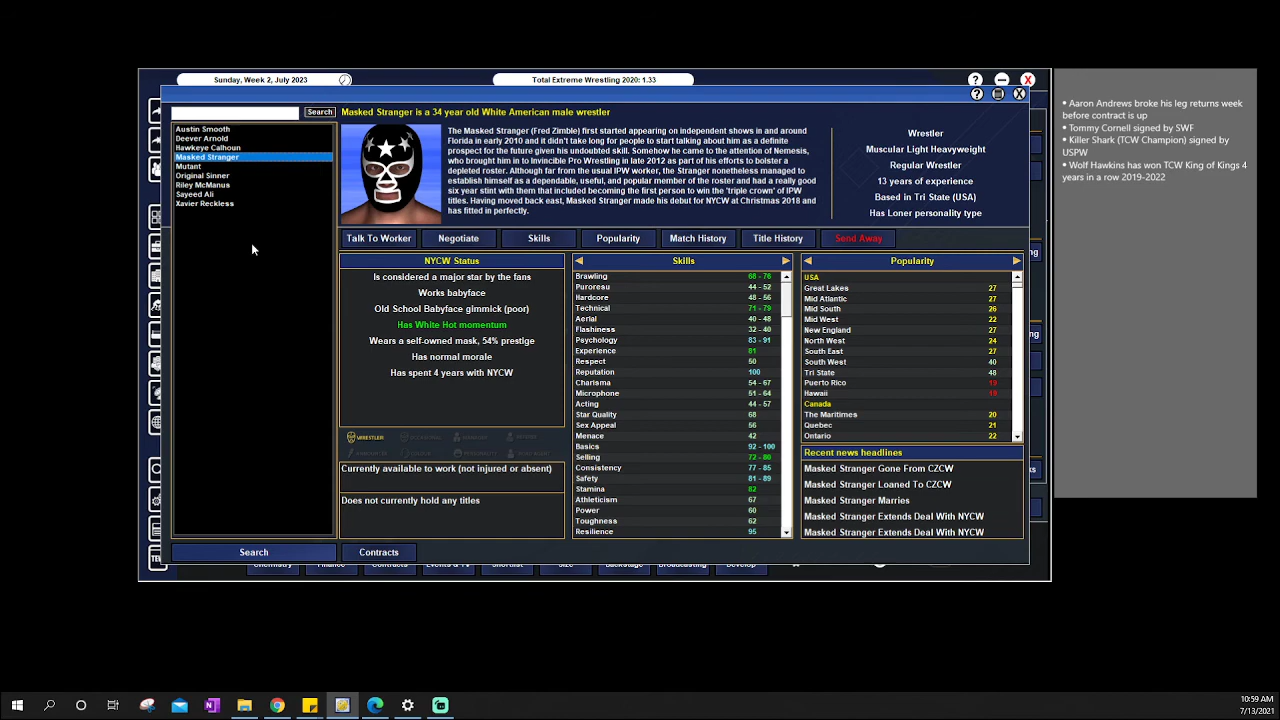 Sunday, Week 2, July 2023
Total Extreme Wrestling 2020: 1.33
?
X
?
X
Search
Masked Stranger is a 34 year old White American male wrestler
Austin Smooth
Deever Arnold
Hawkeye Calhoun
Masked Stranger
Mutant
Original Sinner
Riley McManus
Sayeed Ali
Xavier Reckless
The Masked Stranger (Fred Zimble) first started appearing on independent shows in and around
Florida in early 2010 and it didn't take long for people to start talking about him as a definite
prospect for the future given his undoubted skill. Somehow he came to the attention of Nemesis,
who brought him to Invincible Pro Wrestling in late 2012 as part of his efforts to bolster a
depleted roster. Although far from the usual IPW worker, the Stranger nonetheless managed to
establish himself as a dependable, useful, and popular member of the roster and had a really good
six year stint with them that included becoming the first person to win the 'triple crown' of IPW
titles. Having moved back east, Masked Stranger made his debut for NYCW at Christmas 2018 and
has fitted in perfectly.
Wrestler
Muscular Light Heavyweight
Regular Wrestler
13 years of experience
Based in Tri State (USA)
Has Loner personality type
Talk To Worker
Negotiate
Skills
Popularity
Match History
Title History
Send Away
NYCW Status
Is considered a major star by the fans
Works babyface
Old School Babyface gimmick (poor)
Has White Hot momentum
Wears a self-owned mask, 54% prestige
Has normal morale
Has spent 4 years with NYCW
WRESTLER
Currently available to work (not injured or absent)
Does not currently hold any titles
Skills
Brawling 68 - 76
Puroresu 44 - 52
Hardcore 48 - 56
Technical 71 - 79
Aerial 40 - 48
Flashiness 32 - 40
Psychology 83 - 91
Experience 81
Respect 50
Reputation 100
Charisma 54 - 67
Microphone 51 - 64
Acting 44 - 57
Star Quality 68
Sex Appeal 56
Menace 42
Basics 92 - 100
Selling 72 - 80
Consistency 77 - 85
Safety 81 - 89
Stamina 82
Athleticism 67
Power 60
Toughness 62
Resilience 95
Popularity
USA
Great Lakes 27
Mid Atlantic 27
Mid South 26
Mid West 22
New England 27
North West 24
South East 27
South West 40
Tri State 48
Puerto Rico 19
Hawaii 19
Canada
The Maritimes 20
Quebec 21
Ontario 22
Recent news headlines
Masked Stranger Gone From CZCW
Masked Stranger Loaned To CZCW
Masked Stranger Marries
Masked Stranger Extends Deal With NYCW
Masked Stranger Extends Deal With NYCW
Search
Contracts
• Aaron Andrews broke his leg returns week
before contract is up
• Tommy Cornell signed by SWF
• Killer Shark (TCW Champion) signed by
USPW
• Wolf Hawkins has won TCW King of Kings 4
years in a row 2019-2022
10:59 AM
7/13/2021